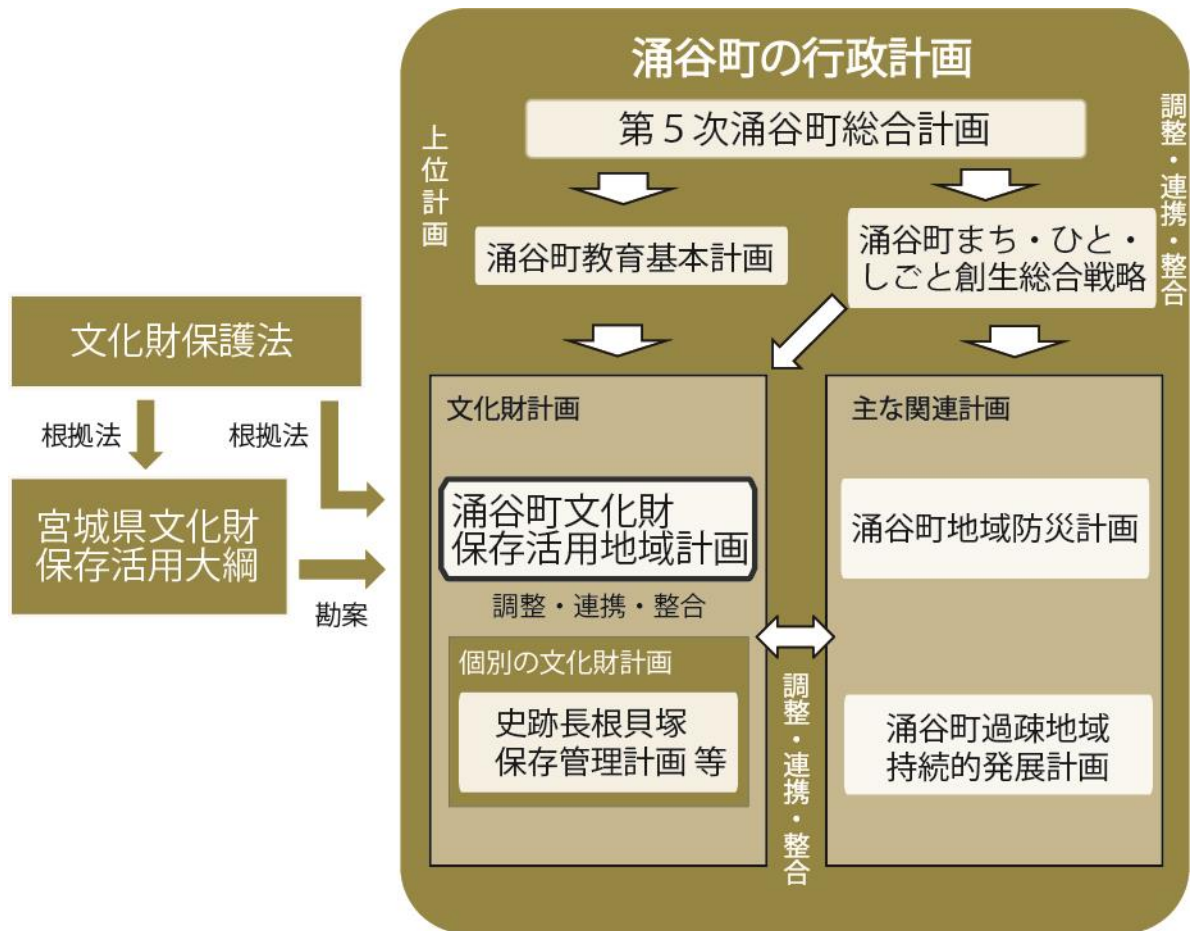 涌谷町の行政計画
第５次涌谷町総合計画
上位計画
調整・連携・整合
涌谷町教育基本計画
涌谷町まち・ひと・
しごと創生総合戦略
文化財保護法
根拠法
根拠法
宮城県文化財
保存活用大綱
勘案
文化財計画
涌谷町文化財
保存活用地域計画
調整・連携・整合
個別の文化財計画
史跡長根貝塚
保存管理計画 等
調整・連携・整合
主な関連計画
涌谷町地域防災計画
涌谷町過疎地域
持続的発展計画